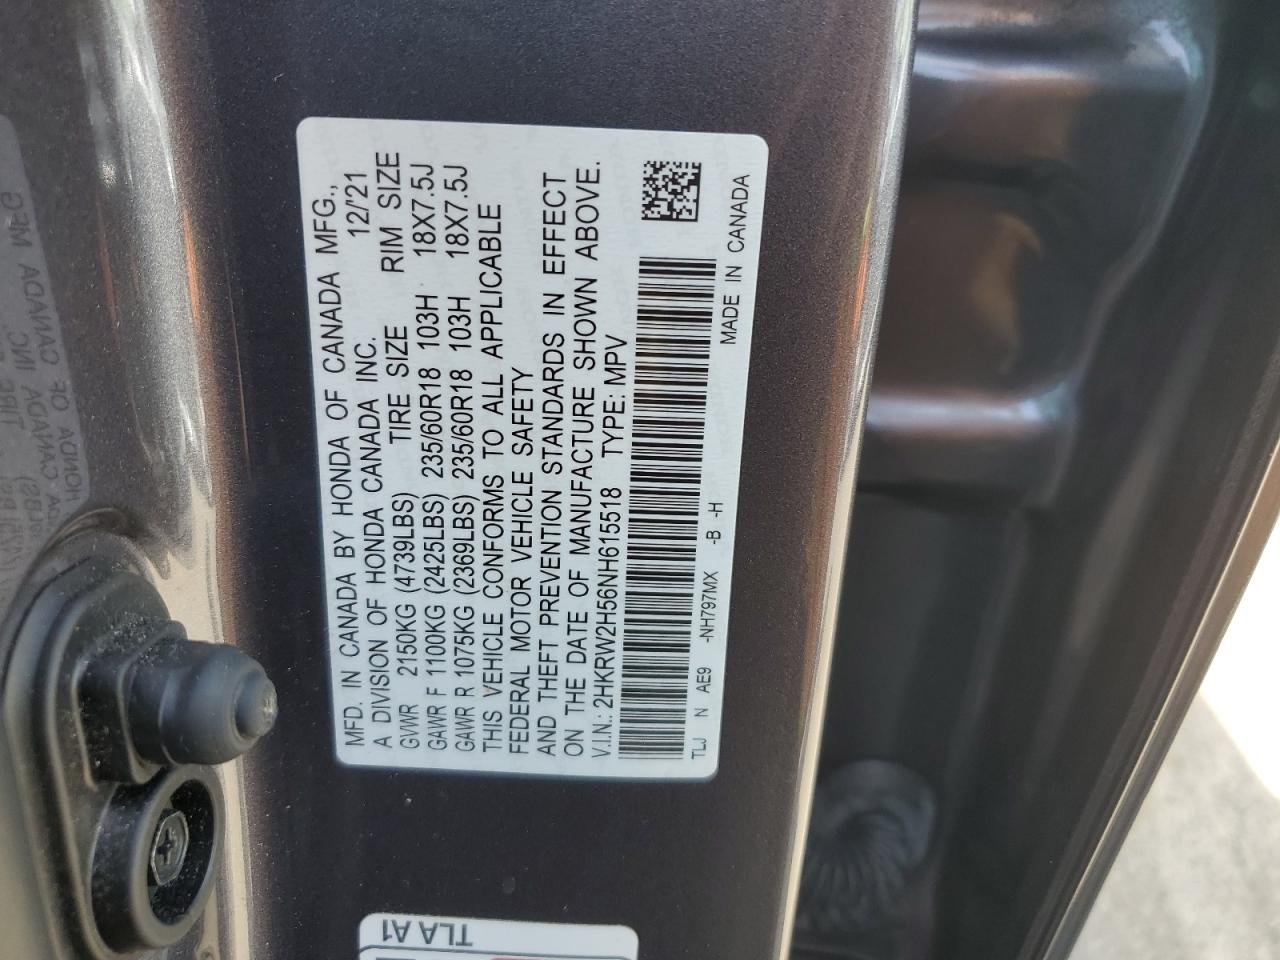 MFD. IN CANADA BY HONDA OF CANADA MFG.,
A DIVISION OF HONDA CANADA INC. 12/'21
GVWR 2150KG (4739LBS) TIRE SIZE RIM SIZE
GAWR F 1100KG (2425LBS) 235/60R18 103H 18X7.5J
GAWR R 1075KG (2369LBS) 235/60R18 103H 18X7.5J
THIS VEHICLE CONFORMS TO ALL APPLICABLE
FEDERAL MOTOR VEHICLE SAFETY
AND THEFT PREVENTION STANDARDS IN EFFECT
ON THE DATE OF MANUFACTURE SHOWN ABOVE.
V.I.N.: 2HKRW2H56NH615518 TYPE: MPV
TLJ N AE9 -NH797MX -B -H
MADE IN CANADA
TLA A1